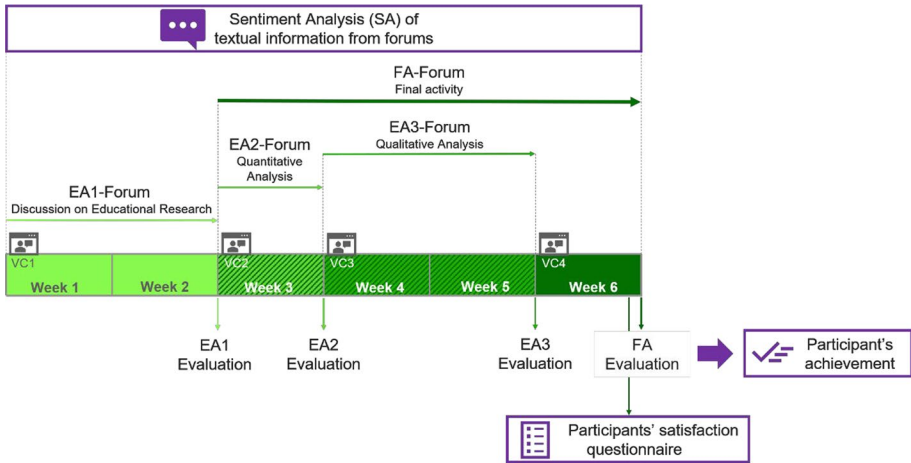 Sentiment Analysis (SA) of
textual information from forums
FA-Forum
Final activity
EA3-Forum
Qualitative Analysis
EA2-Forum
Quantitative
Analysis
EA1-Forum
Discussion on Educational Research
VC1
VC2
VC3
VC4
Week 1
Week 2
Week 3
Week 4
Week 5
Week 6
EA1
Evaluation
EA2
Evaluation
EA3
Evaluation
FA
Evaluation
Participant's
achievement
Participants' satisfaction
questionnaire